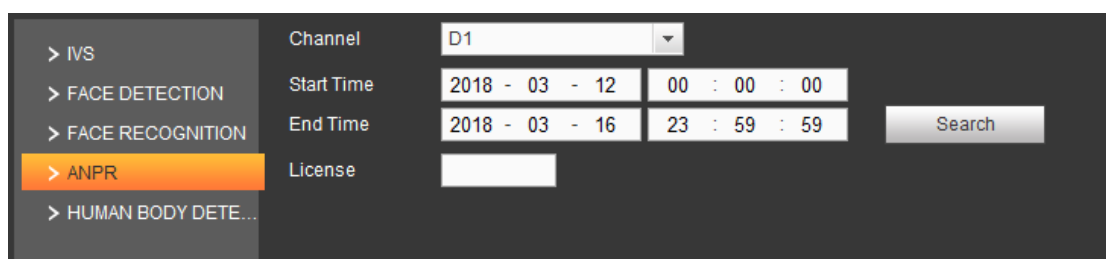 > IVS
> FACE DETECTION
> FACE RECOGNITION
> ANPR
> HUMAN BODY DETE...
Channel D1
Start Time 2018 - 03 - 12 00 : 00 : 00
End Time 2018 - 03 - 16 23 : 59 : 59 Search
License